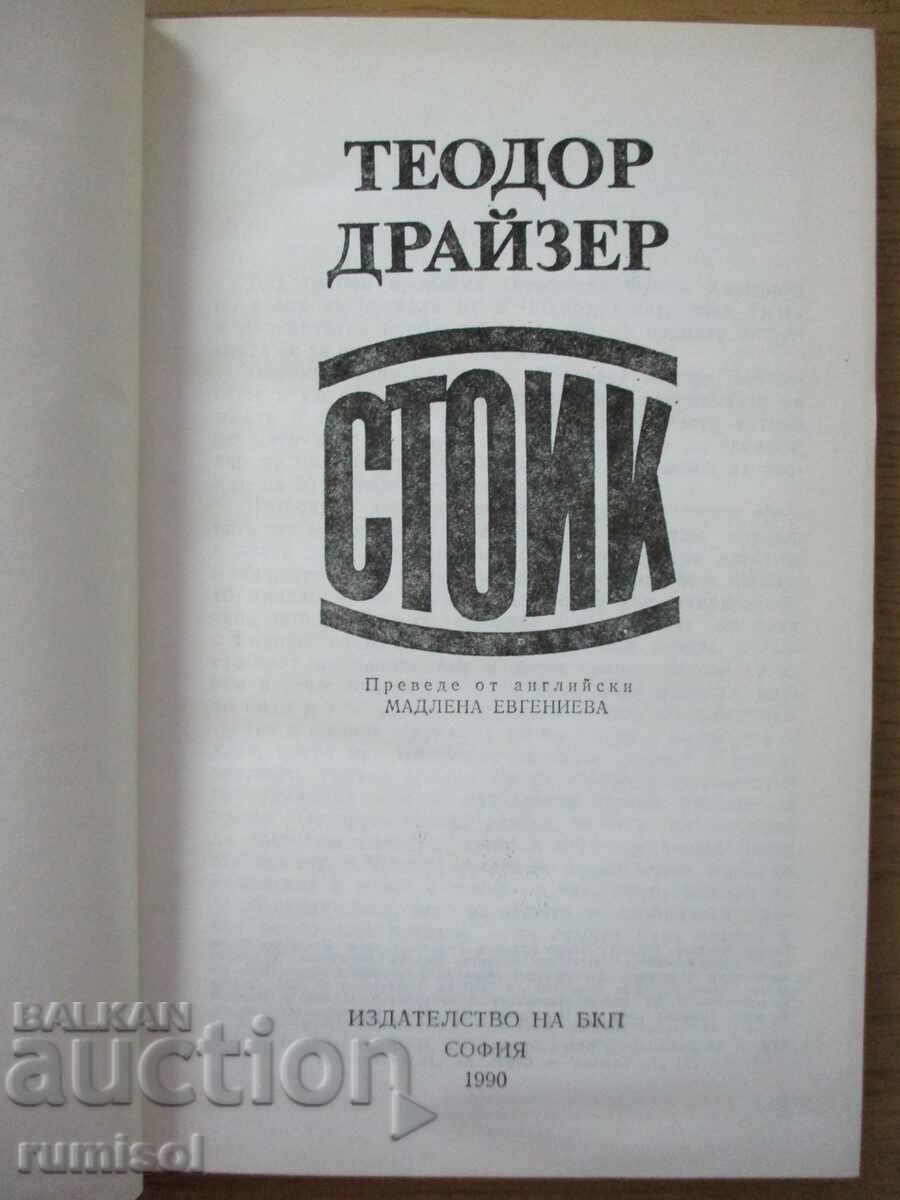 ТЕОДОР
ДРАЙЗЕР
СТОИК
Преведе от английски
МАДЛЕНА ЕВГЕНИЕВА
ИЗДАТЕЛСТВО НА БКП
СОФИЯ
1990
BALKAN
auction
rumisol